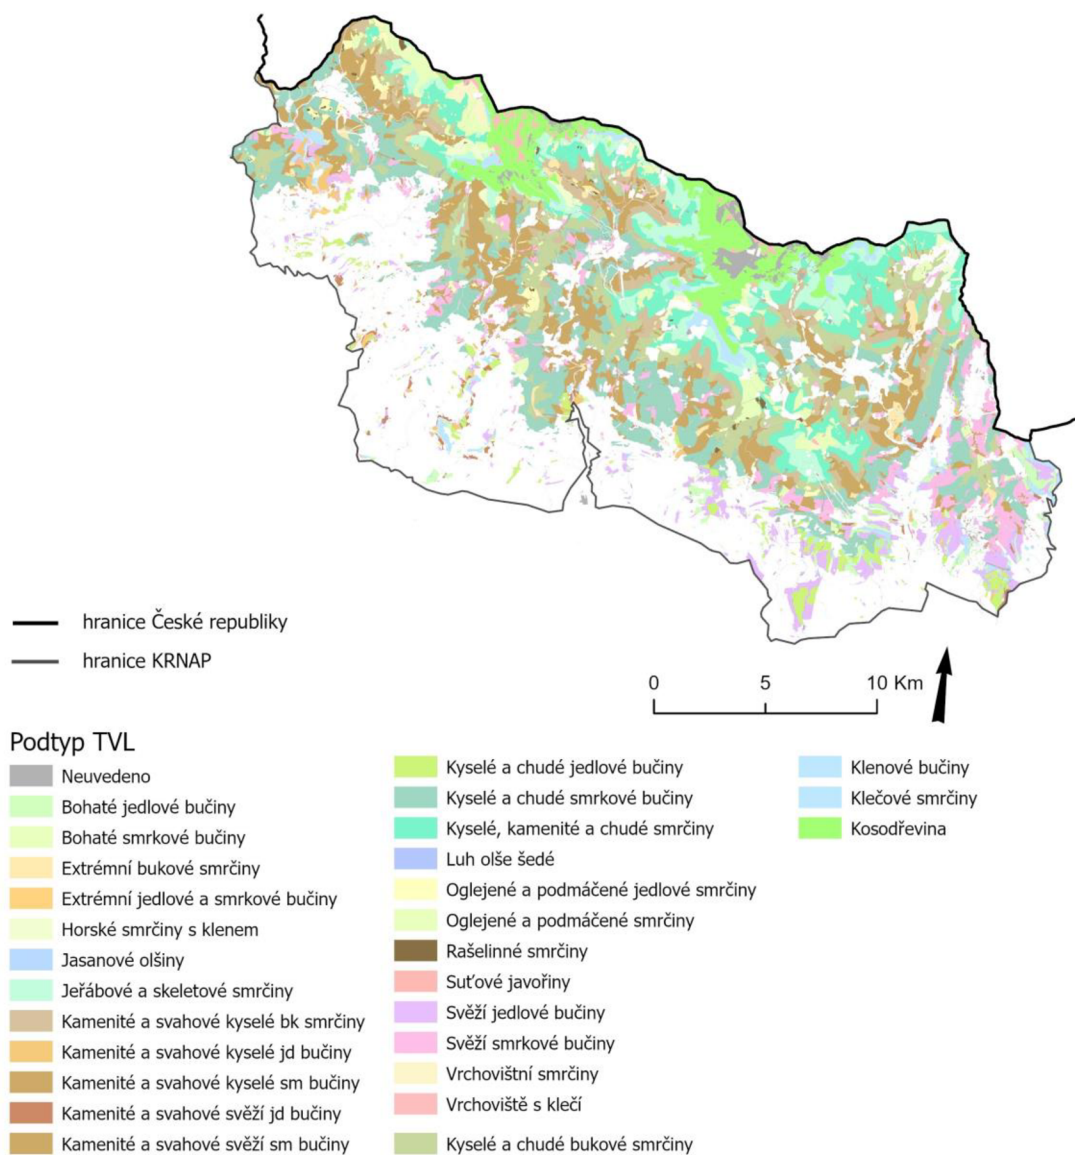 hranice České republiky
hranice KRNAP
0 5 10 Km
Podtyp TVL
Neuvedeno
Bohaté jedlové bučiny
Bohaté smrkové bučiny
Extrémní bukové smrčiny
Extrémní jedlové a smrkové bučiny
Horské smrčiny s klenem
Jasanové olšiny
Jeřábové a skeletové smrčiny
Kamenité a svahové kyselé bk smrčiny
Kamenité a svahové kyselé jd bučiny
Kamenité a svahové kyselé sm bučiny
Kamenité a svahové svěží jd bučiny
Kamenité a svahové svěží sm bučiny
Kyselé a chudé jedlové bučiny
Kyselé a chudé smrkové bučiny
Kyselé, kamenité a chudé smrčiny
Luh olše šedé
Oglejené a podmáčené jedlové smrčiny
Oglejené a podmáčené smrčiny
Rašelinné smrčiny
Suťové javořiny
Svěží jedlové bučiny
Svěží smrkové bučiny
Vrchovištní smrčiny
Vrchoviště s klečí
Kyselé a chudé bukové smrčiny
Klenové bučiny
Klečové smrčiny
Kosodřevina